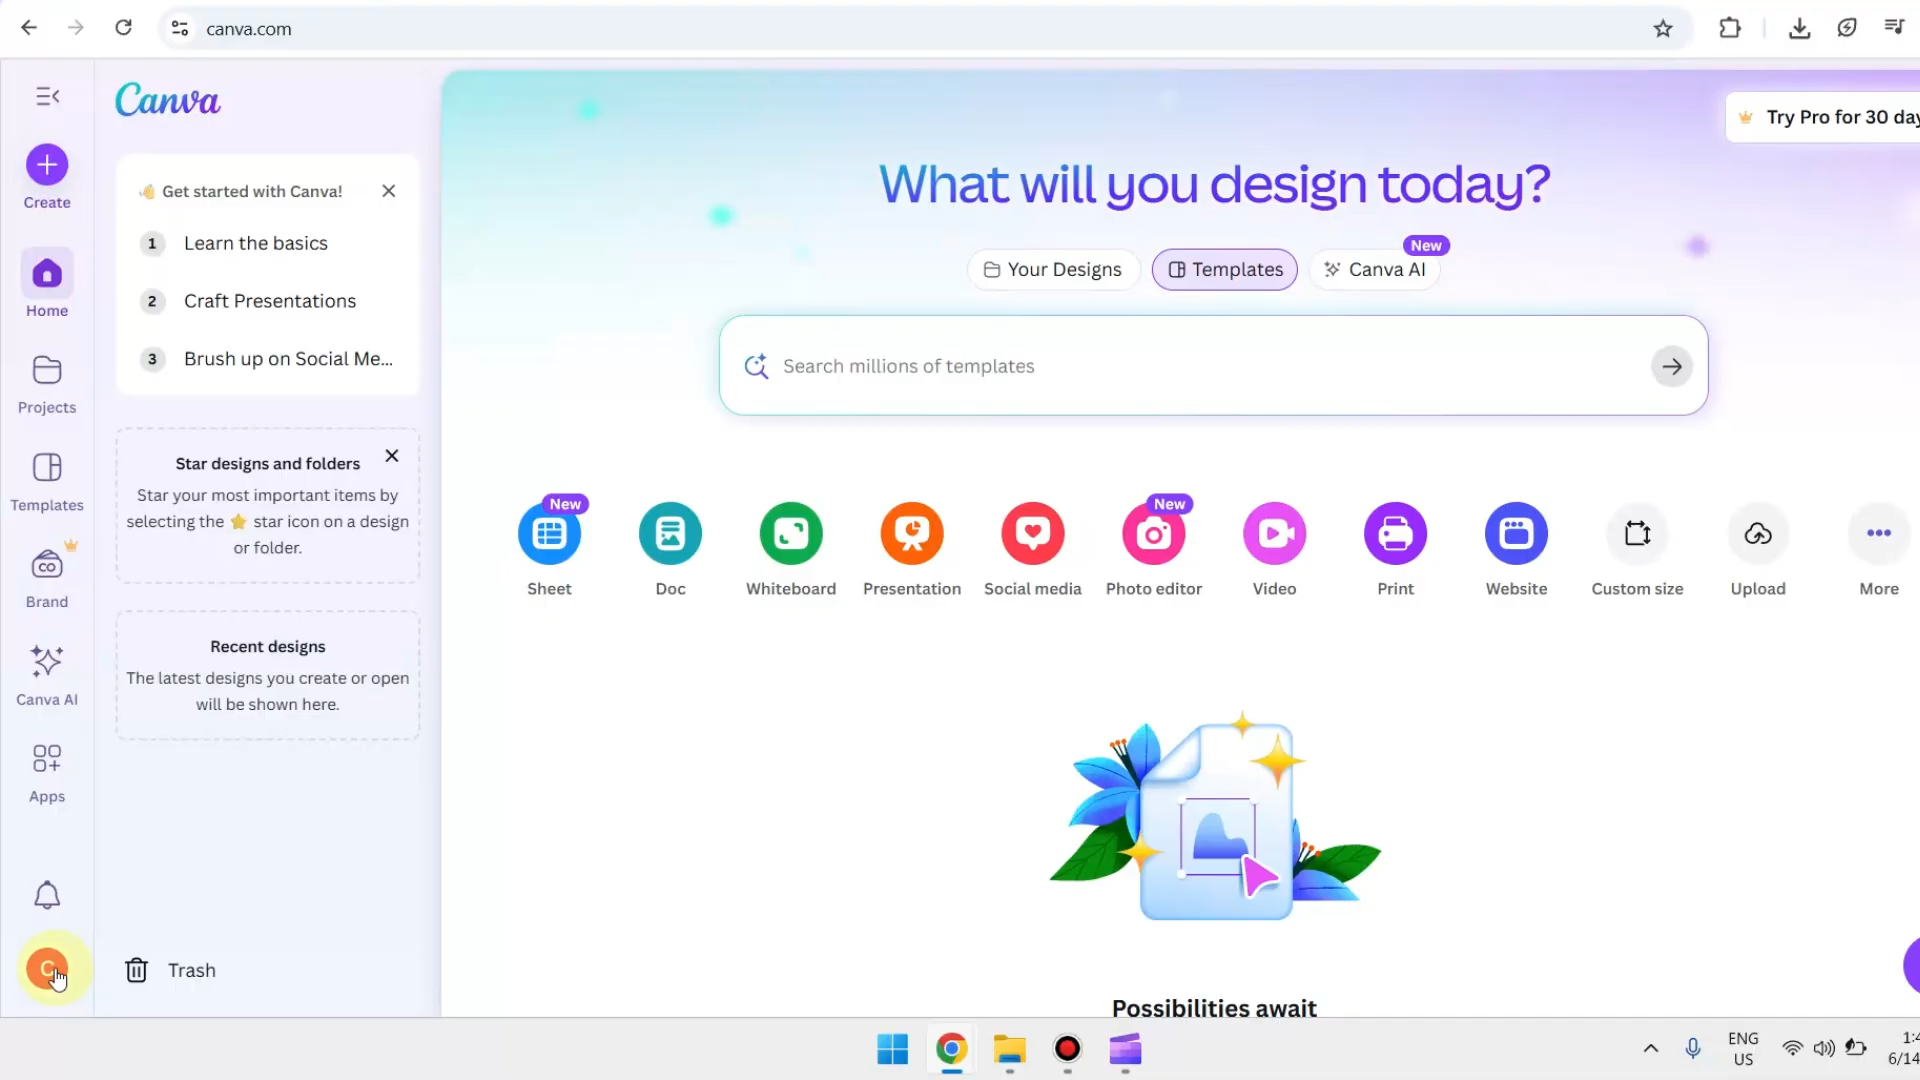 canva.com
Canva
Try Pro for 30 day
Create
Get started with Canva!
1 Learn the basics
2 Craft Presentations
3 Brush up on Social Me...
What will you design today?
Your Designs
Templates
Canva AI
New
Search millions of templates
Home
Projects
Templates
Brand
Canva AI
Apps
Star designs and folders
Star your most important items by
selecting the star icon on a design
or folder.
Recent designs
The latest designs you create or open
will be shown here.
New
New
Sheet
Doc
Whiteboard
Presentation
Social media
Photo editor
Video
Print
Website
Custom size
Upload
More
CO
C
Trash
Possibilities await
ENG
US
1:4
6/14